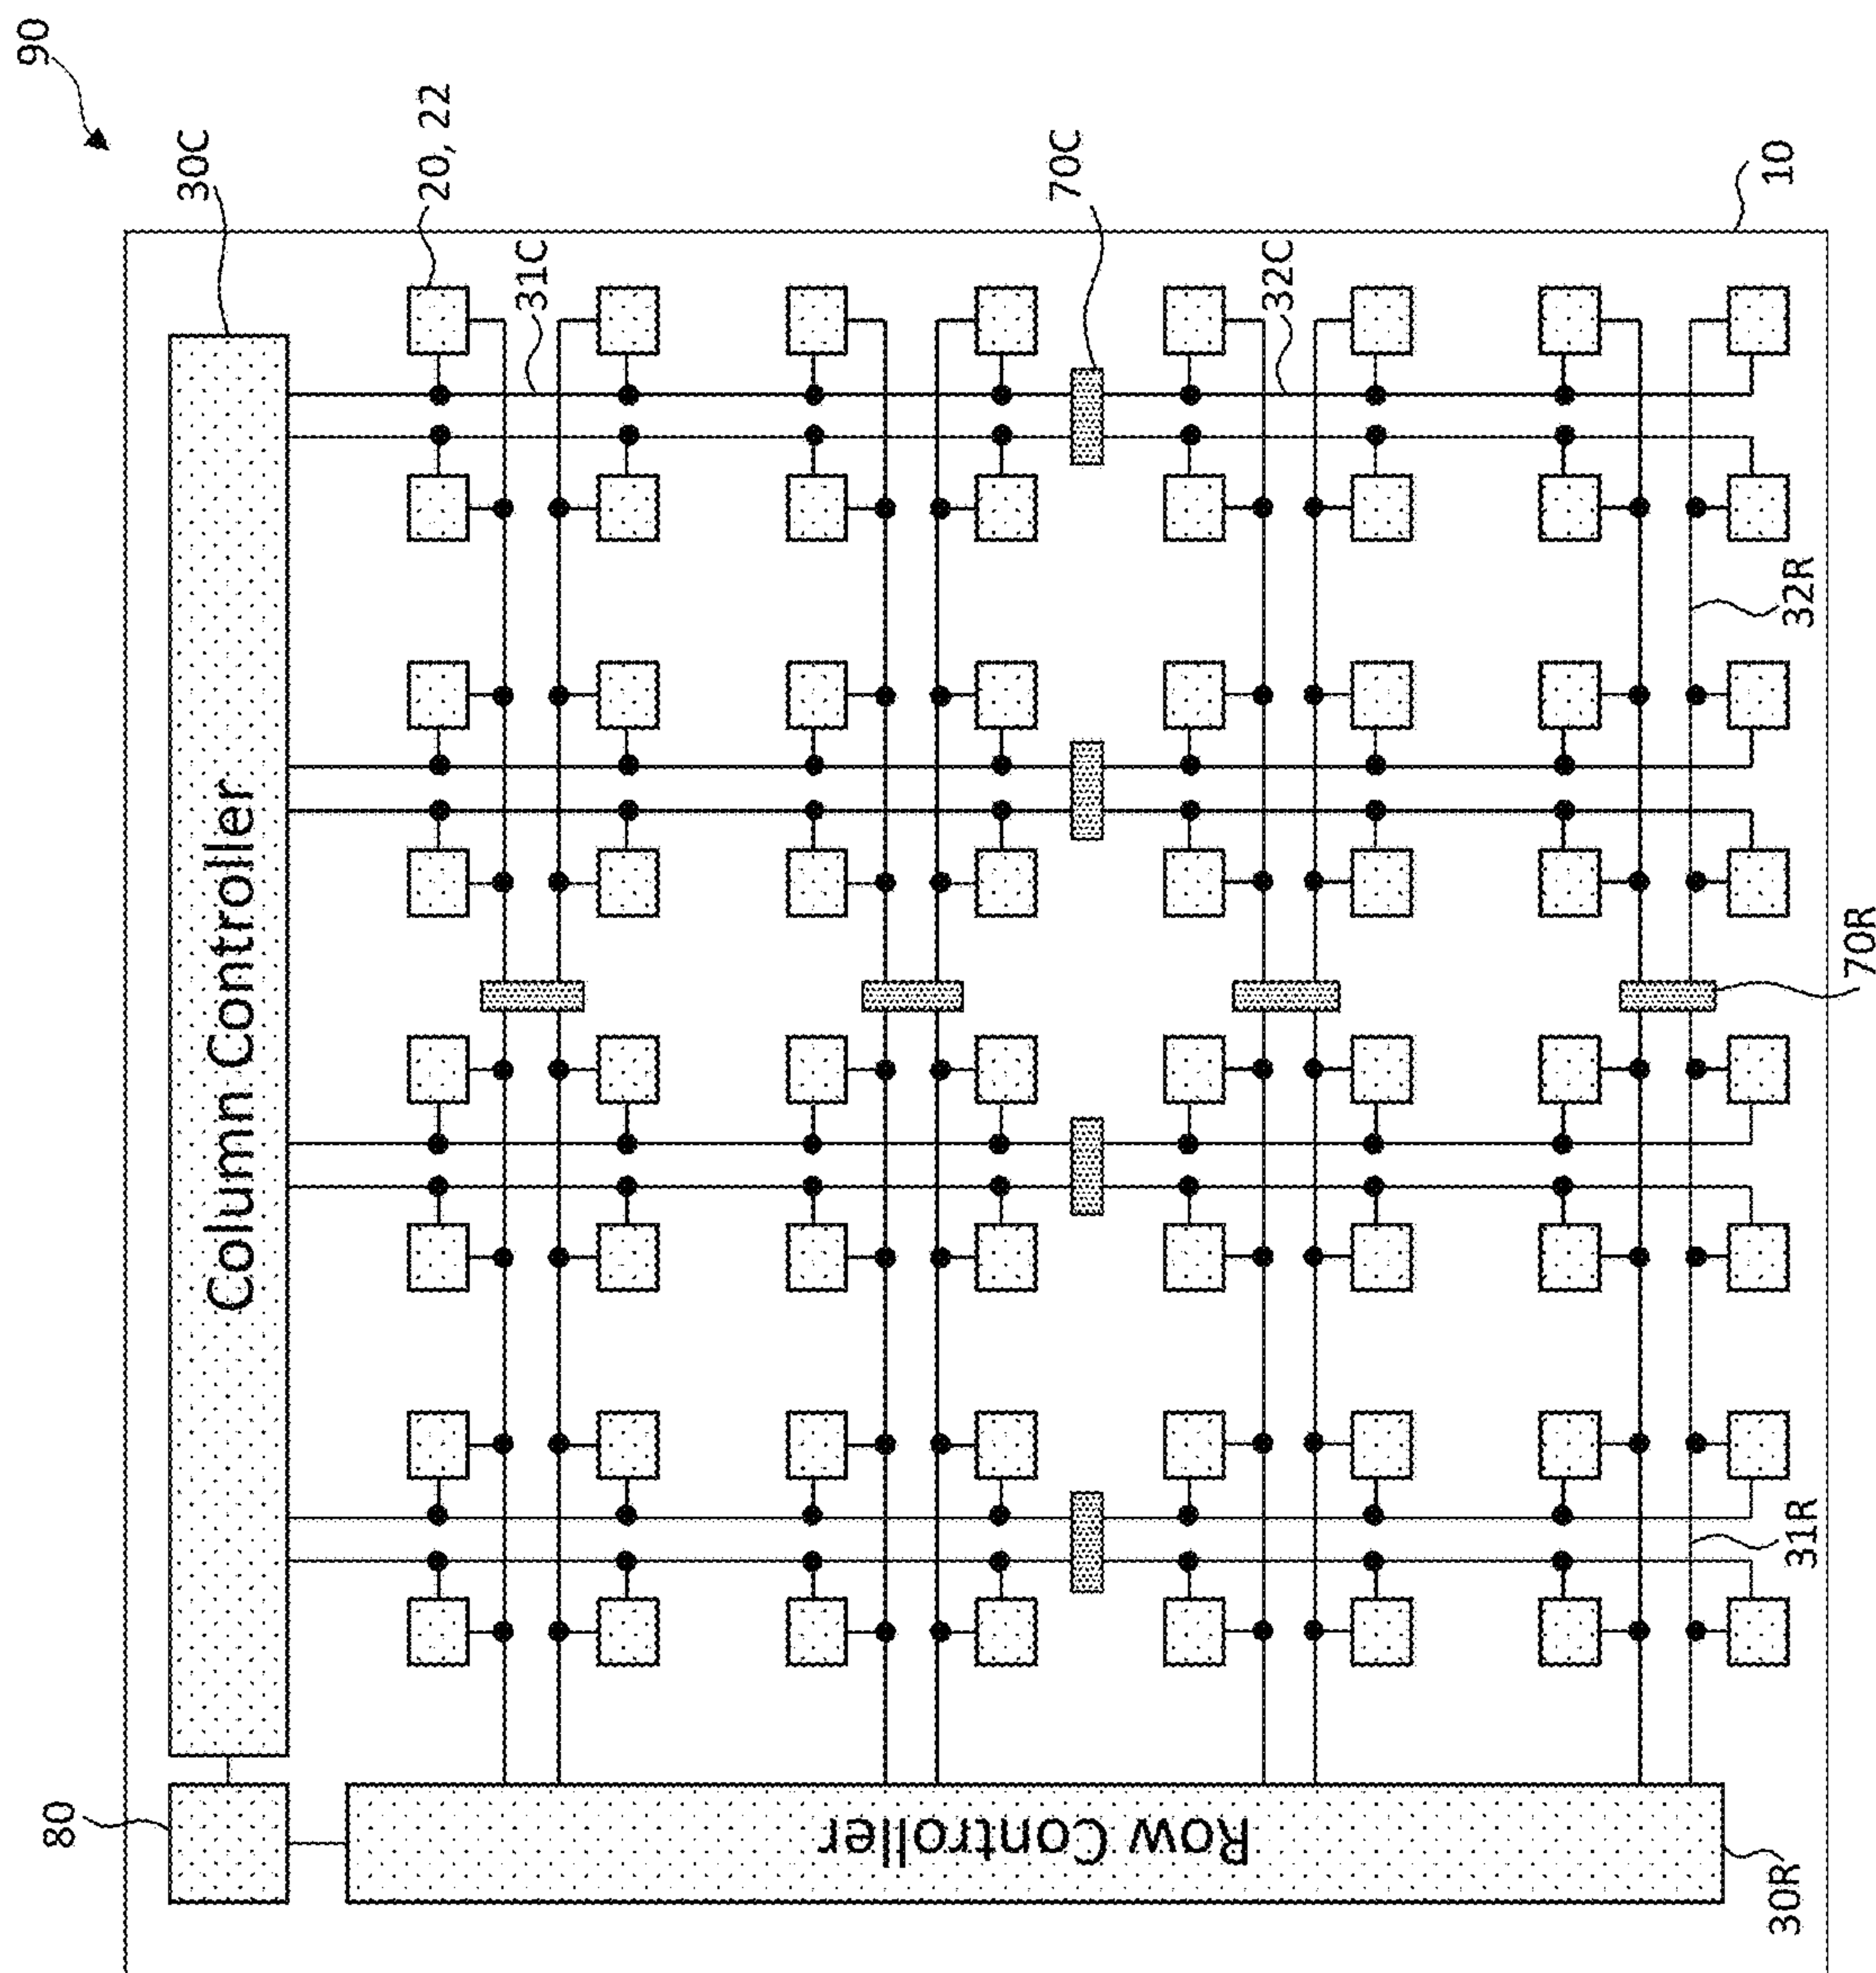 90
30C
Column Controller
20, 22
31C
70C
32C
10
32R
70R
31R
80
Row Controller
30R